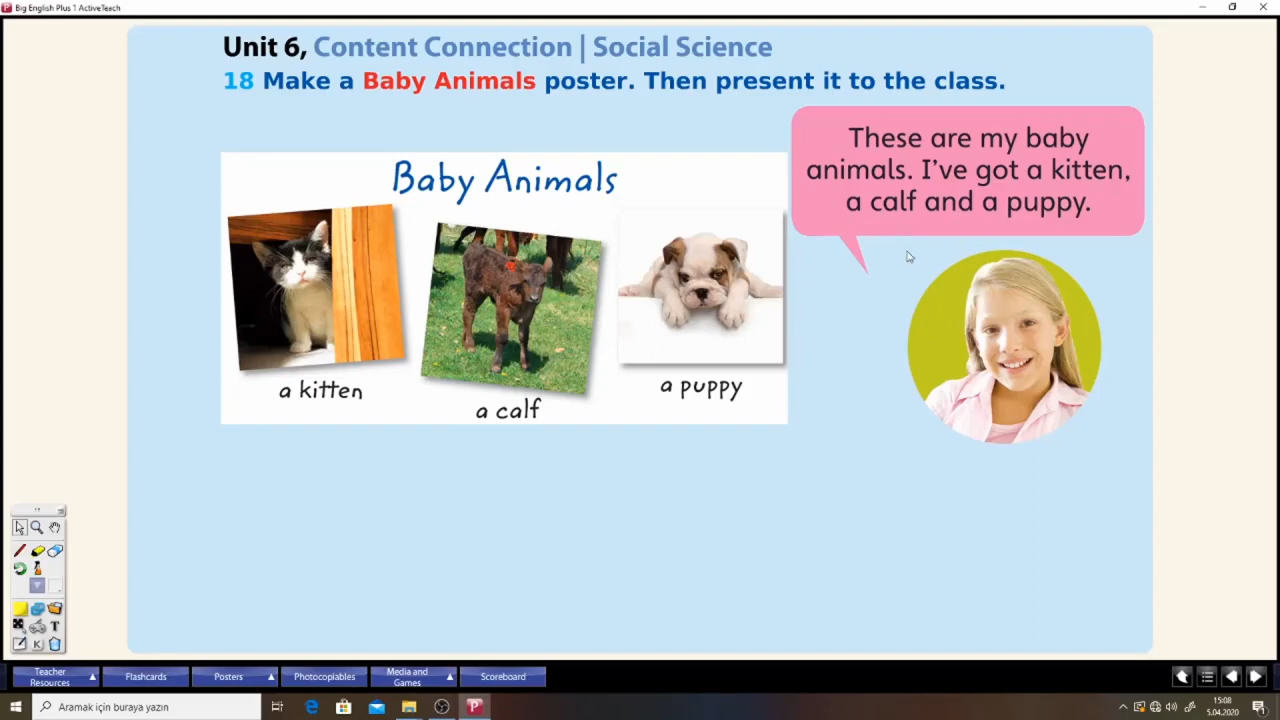 Big English Plus 1 ActiveTeach
Unit 6, Content Connection | Social Science
18 Make a Baby Animals poster. Then present it to the class.
These are my baby
animals. I've got a kitten,
a calf and a puppy.
Baby Animals
a kitten
a calf
a puppy
T
K
Teacher
Resources
Flashcards
Posters
Photocopiables
Media and
Games
Scoreboard
Aramak için buraya yazın
15:08
5.04.2020
1